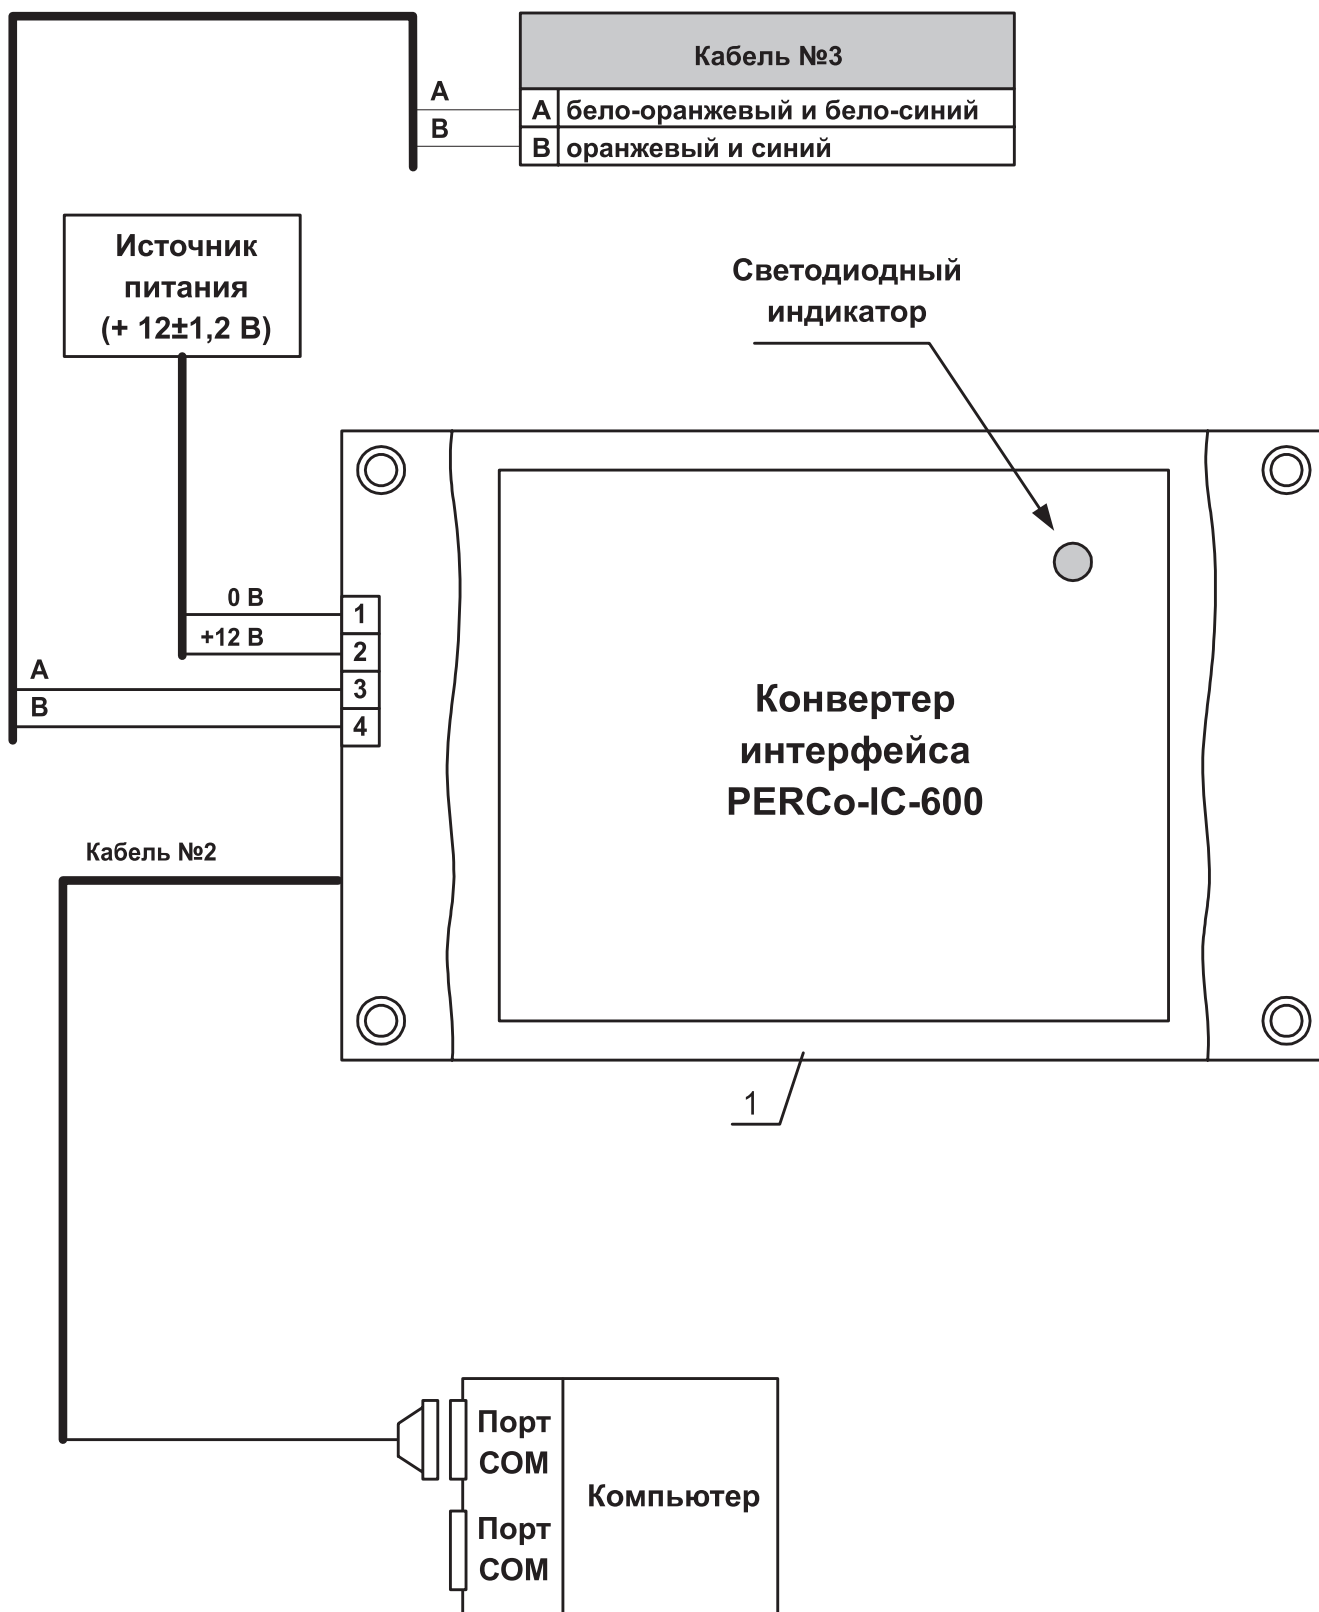 Кабель №3
A
A бело-оранжевый и бело-синий
B
B оранжевый и синий
Источник
питания
(+ 12±1,2 В)
Светодиодный
индикатор
0 В
1
+12 В
2
A
3
B
4
Конвертер
интерфейса
PERCo-IC-600
Кабель №2
1
Порт
COM
Компьютер
Порт
COM